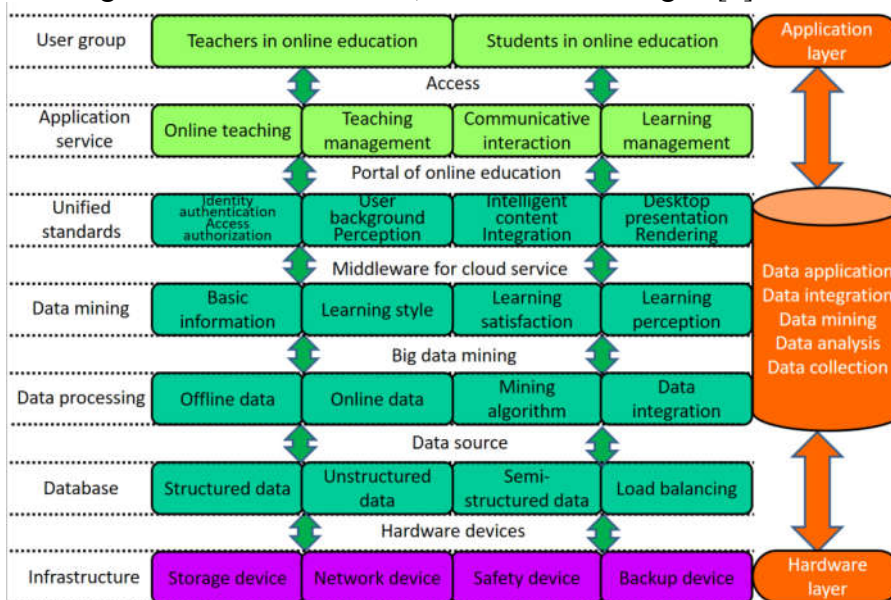 User group
Teachers in online education
Students in online education
Application
layer
Access
Application
service
Online teaching
Teaching
management
Communicative
interaction
Learning
management
Portal of online education
Unified
standards
Identity
authentication
Access
authorization
User
background
Perception
Intelligent
content
Integration
Desktop
presentation
Rendering
Middleware for cloud service
Data application
Data integration
Data mining
Data analysis
Data collection
Data mining
Basic
information
Learning style
Learning
satisfaction
Learning
perception
Big data mining
Data processing
Offline data
Online data
Mining
algorithm
Data
integration
Data source
Database
Structured data
Unstructured
data
Semi-
structured data
Load balancing
Hardware devices
Infrastructure
Storage device
Network device
Safety device
Backup device
Hardware
layer